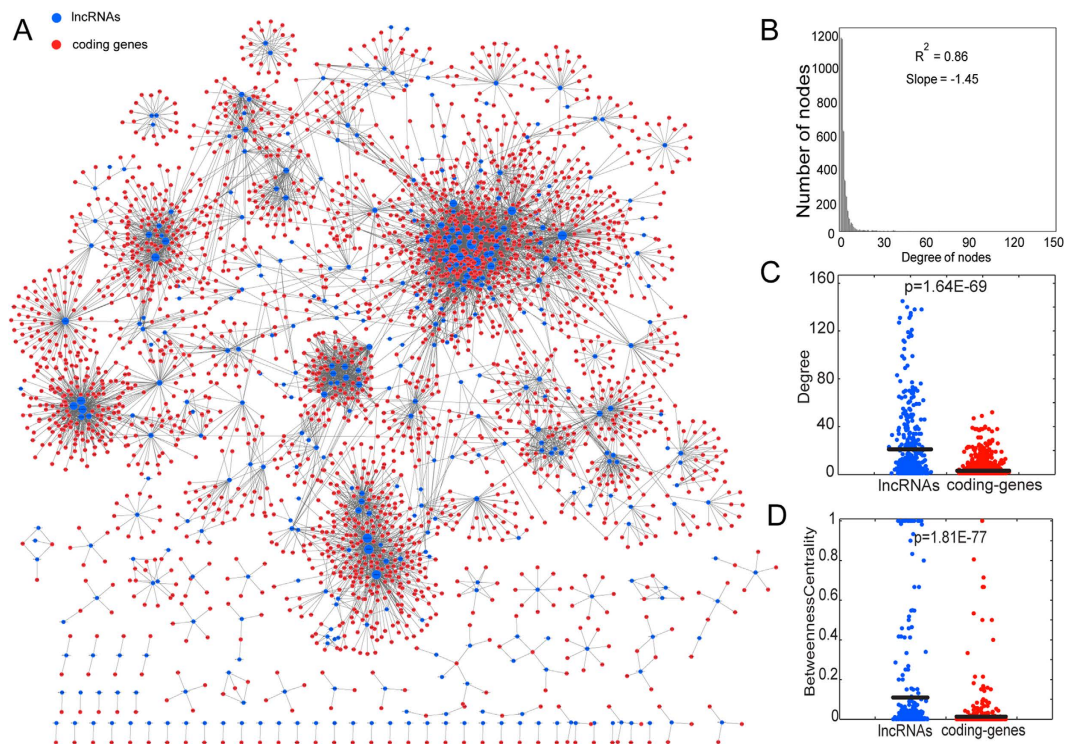 A
lncRNAs
coding genes
B
1200
1000
800
600
400
200
0
Number of nodes
R2 = 0.86
Slope = -1.45
0 30 60 90 120 150
Degree of nodes
C
160
120
80
40
0
Degree
p=1.64E-69
lncRNAs coding-genes
D
1
0.8
0.6
0.4
0.2
0
BetweennessCentrality
p=1.81E-77
lncRNAs coding-genes